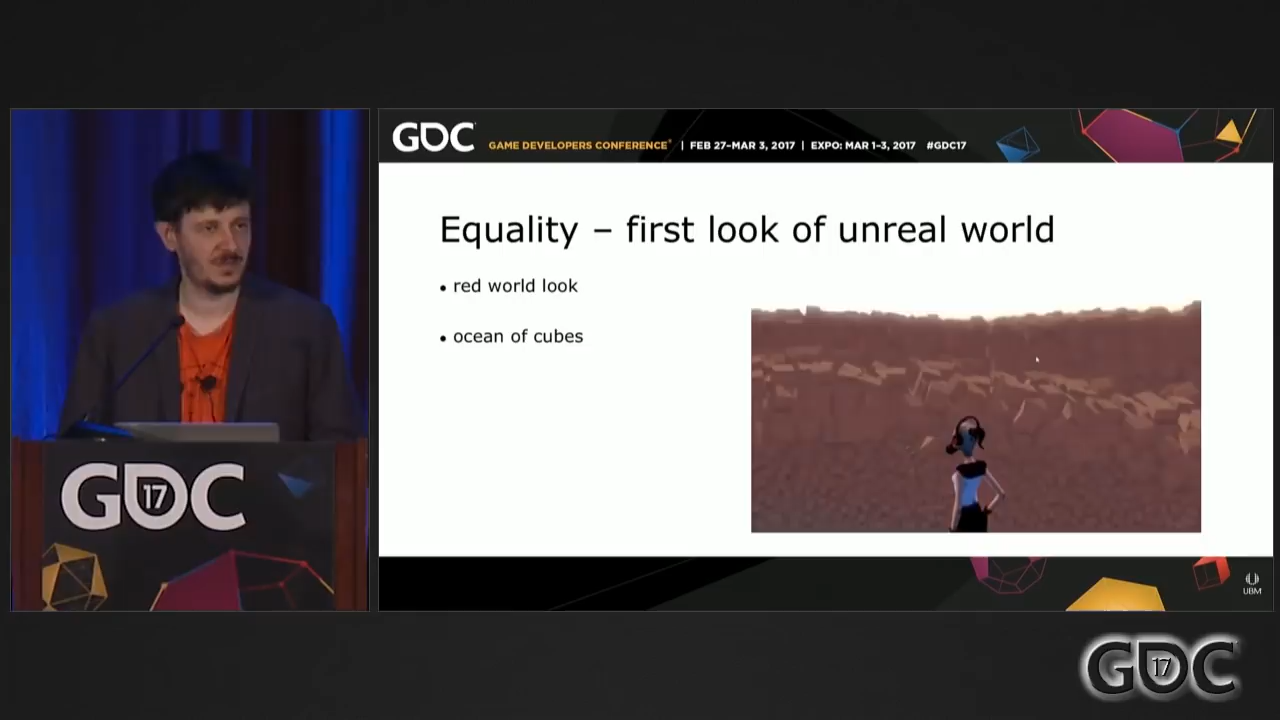 GDC
GAME DEVELOPERS CONFERENCE® | FEB 27–MAR 3, 2017 | EXPO: MAR 1–3, 2017 #GDC17
Equality – first look of unreal world
• red world look
• ocean of cubes
GDC
17
UBM
GDC
17